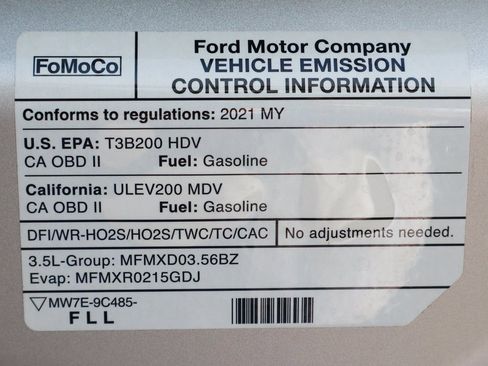 FoMoCo
Ford Motor Company
VEHICLE EMISSION
CONTROL INFORMATION
Conforms to regulations: 2021 MY
U.S. EPA: T3B200 HDV
CA OBD II Fuel: Gasoline
California: ULEV200 MDV
CA OBD II Fuel: Gasoline
DFI/WR-HO2S/HO2S/TWC/TC/CAC No adjustments needed.
3.5L-Group: MFMXD03.56BZ
Evap: MFMXR0215GDJ
MW7E-9C485-
FLL